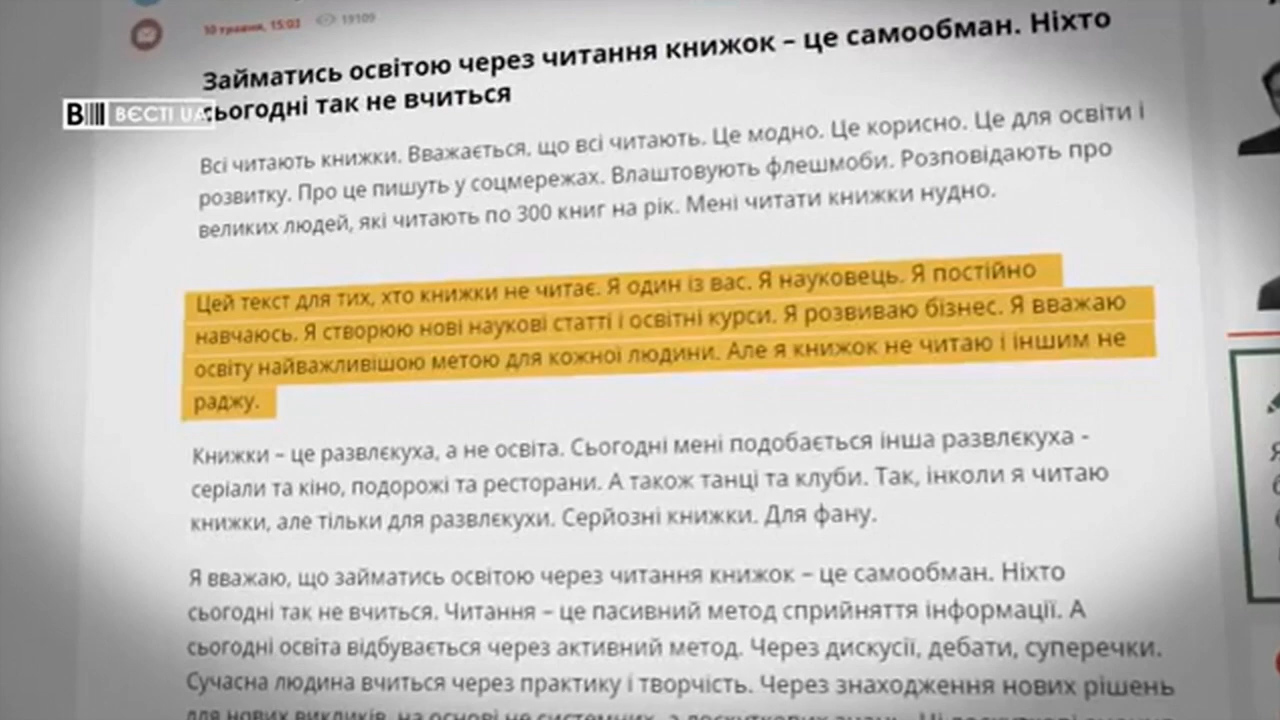 10 травня, 15:03 19109
Займатись освітою через читання книжок – це самообман. Ніхто
сьогодні так не вчиться
В ВЄСТІ UA
Всі читають книжки. Вважається, що всі читають. Це модно. Це корисно. Це для освіти і
розвитку. Про це пишуть у соцмережах. Влаштовують флешмоби. Розповідають про
великих людей, які читають по 300 книг на рік. Мені читати книжки нудно.
Цей текст для тих, хто книжки не читає. Я один із вас. Я науковець. Я постійно
навчаюсь. Я створюю нові наукові статті і освітні курси. Я розвиваю бізнес. Я вважаю
освіту найважливішою метою для кожної людини. Але я книжок не читаю і іншим не
раджу.
Книжки – це развлєкуха, а не освіта. Сьогодні мені подобається інша развлєкуха -
серіали та кіно, подорожі та ресторани. А також танці та клуби. Так, інколи я читаю
книжки, але тільки для развлєкухи. Серйозні книжки. Для фану.
Я вважаю, що займатись освітою через читання книжок – це самообман. Ніхто
сьогодні так не вчиться. Читання – це пасивний метод сприйняття інформації. А
сьогодні освіта відбувається через активний метод. Через дискусії, дебати, суперечки.
Сучасна людина вчиться через практику і творчість. Через знаходження нових рішень
для нових викликів, на основі не системних, а